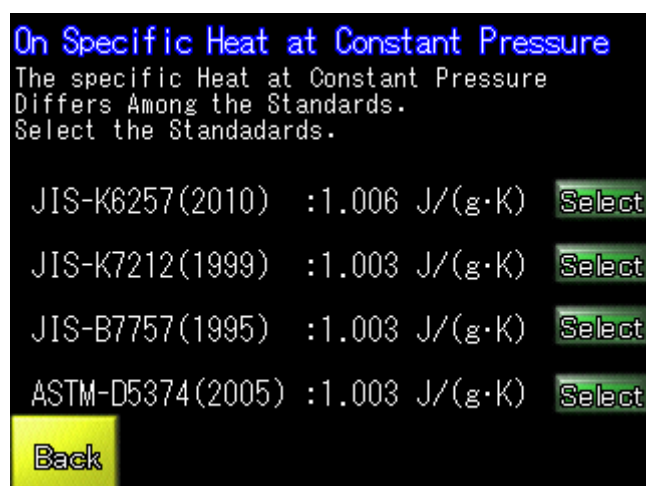 On Specific Heat at Constant Pressure
The specific Heat at Constant Pressure
Differs Among the Standards.
Select the Standadards.
JIS-K6257(2010) :1.006 J/(g·K) Select
JIS-K7212(1999) :1.003 J/(g·K) Select
JIS-B7757(1995) :1.003 J/(g·K) Select
ASTM-D5374(2005) :1.003 J/(g·K) Select
Back